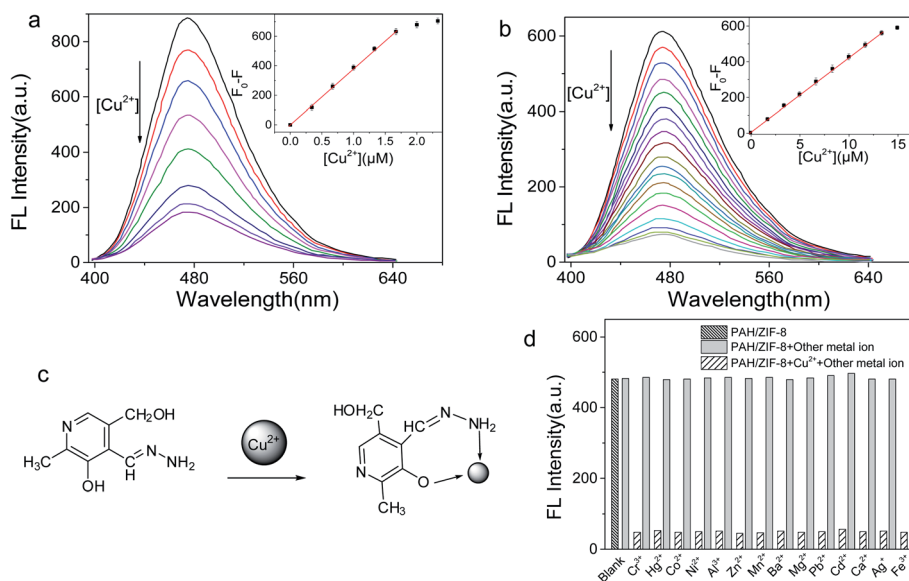 a
FL Intensity(a.u.)
800
600
400
200
0
400
480
560
640
Wavelength(nm)
[Cu²⁺]
F₀-F
600
400
200
0
0.0
0.5
1.0
1.5
2.0
[Cu²⁺](μM)
b
FL Intensity(a.u.)
600
400
200
0
400
480
560
640
Wavelength(nm)
[Cu²⁺]
F₀-F
600
400
200
0
0
5
10
15
[Cu²⁺](μM)
c
N
CH₂OH
H₃C
OH
C
H
N
N
NH₂
Cu²⁺
HOH₂C
CH
N
NH₂
N
O
CH₃
d
FL Intensity(a.u.)
600
400
200
0
PAH/ZIF-8
PAH/ZIF-8+Other metal ion
PAH/ZIF-8+Cu²⁺+Other metal ion
Blank
Cr³⁺
Hg²⁺
Co²⁺
Ni²⁺
Al³⁺
Zn²⁺
Mn²⁺
Ba²⁺
Mg²⁺
Pb²⁺
Cd²⁺
Ca²⁺
Ag⁺
Fe³⁺